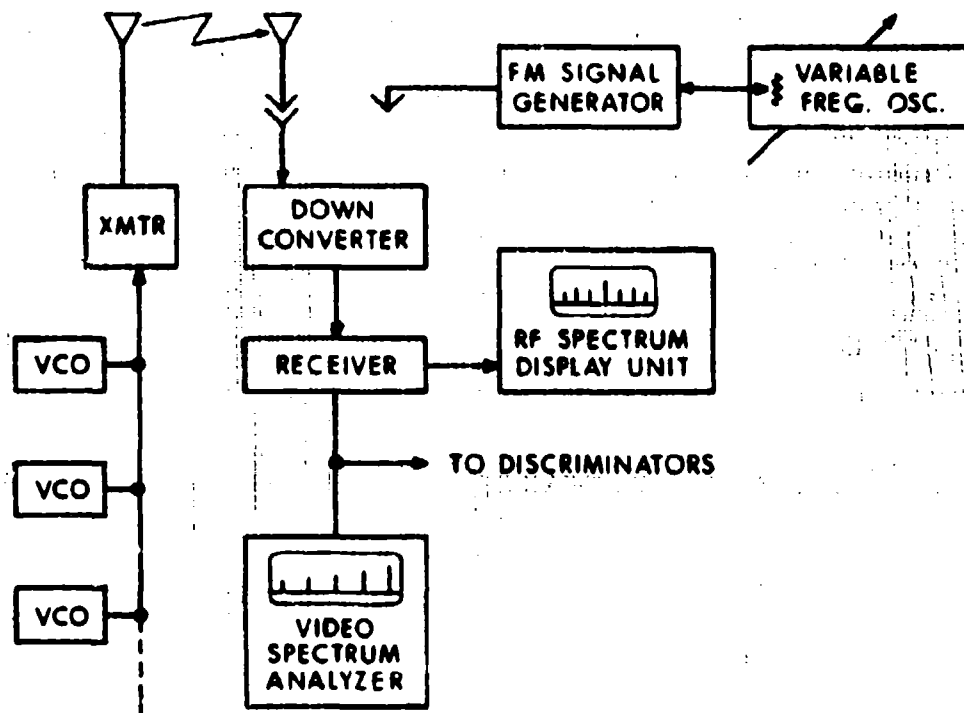 FM SIGNAL
GENERATOR
VARIABLE
FREG. OSC.
XMTR
DOWN
CONVERTER
VCO
RECEIVER
RF SPECTRUM
DISPLAY UNIT
VCO
TO DISCRIMINATORS
VCO
VIDEO
SPECTRUM
ANALYZER